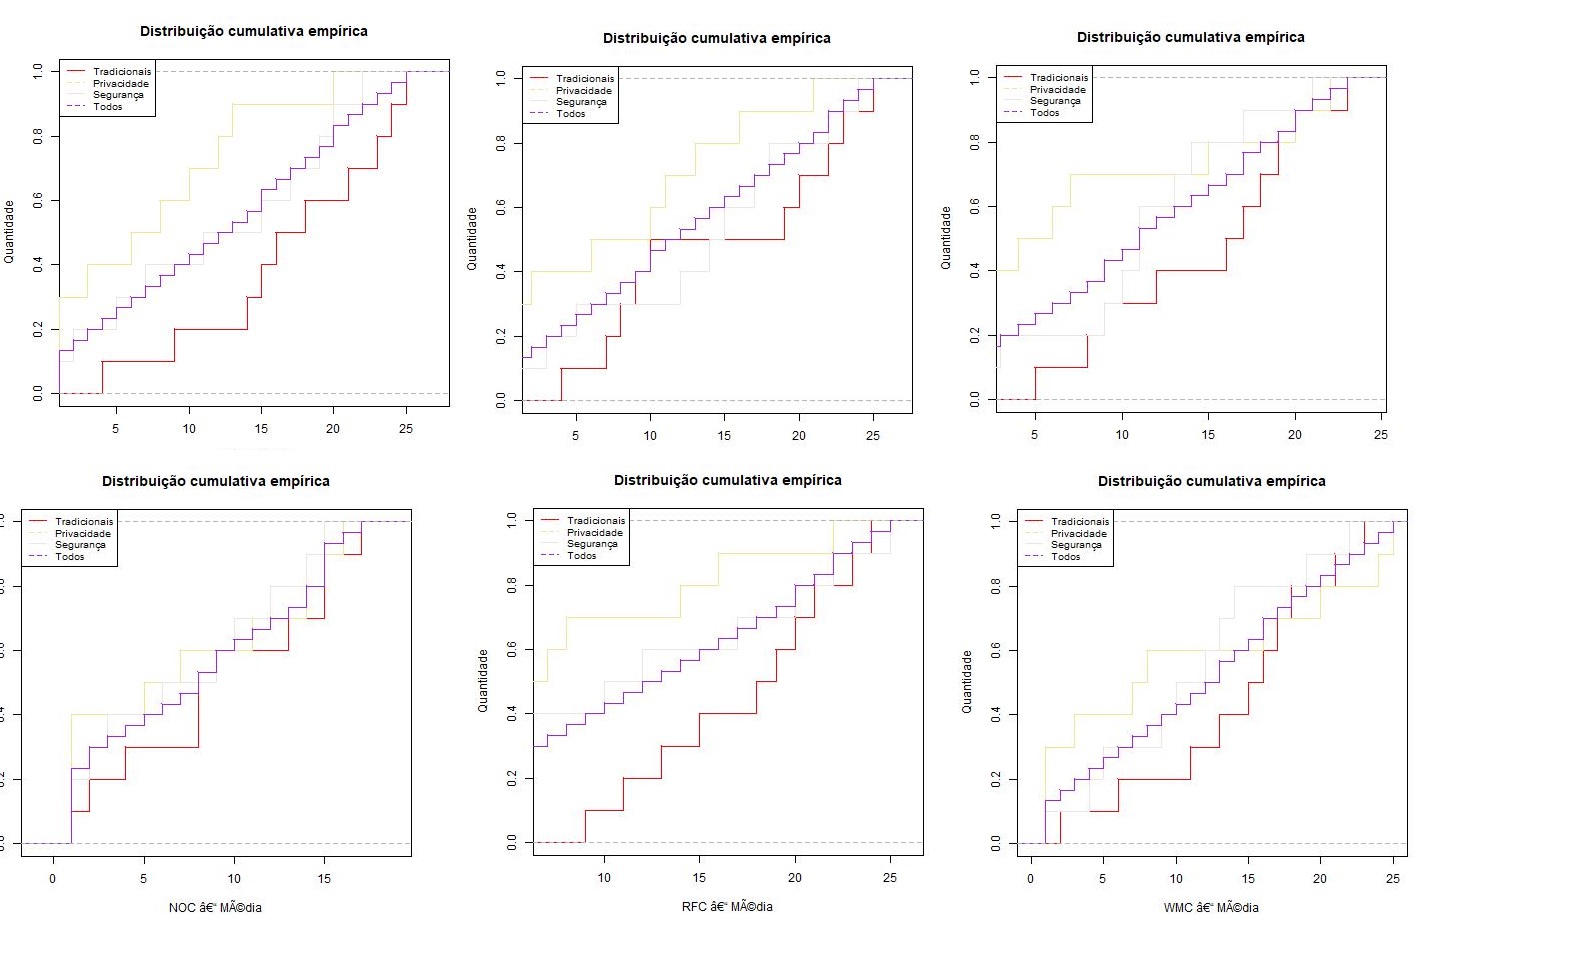 Distribuição cumulativa empírica
Tradicionais
Privacidade
Segurança
Todos
Quantidade
0.0 0.2 0.4 0.6 0.8 1.0
5 10 15 20 25
Distribuição cumulativa empírica
Tradicionais
Privacidade
Segurança
Todos
Quantidade
0.0 0.2 0.4 0.6 0.8 1.0
5 10 15 20 25
Distribuição cumulativa empírica
Tradicionais
Privacidade
Segurança
Todos
Quantidade
0.0 0.2 0.4 0.6 0.8 1.0
5 10 15 20 25
Distribuição cumulativa empírica
Tradicionais
Privacidade
Segurança
Todos
0 5 10 15
NOC â€“ MÃ©dia
Distribuição cumulativa empírica
Tradicionais
Privacidade
Segurança
Todos
Quantidade
0.0 0.2 0.4 0.6 0.8 1.0
10 15 20 25
RFC â€“ MÃ©dia
Distribuição cumulativa empírica
Tradicionais
Privacidade
Segurança
Todos
Quantidade
0.0 0.2 0.4 0.6 0.8 1.0
0 5 10 15 20 25
WMC â€“ MÃ©dia